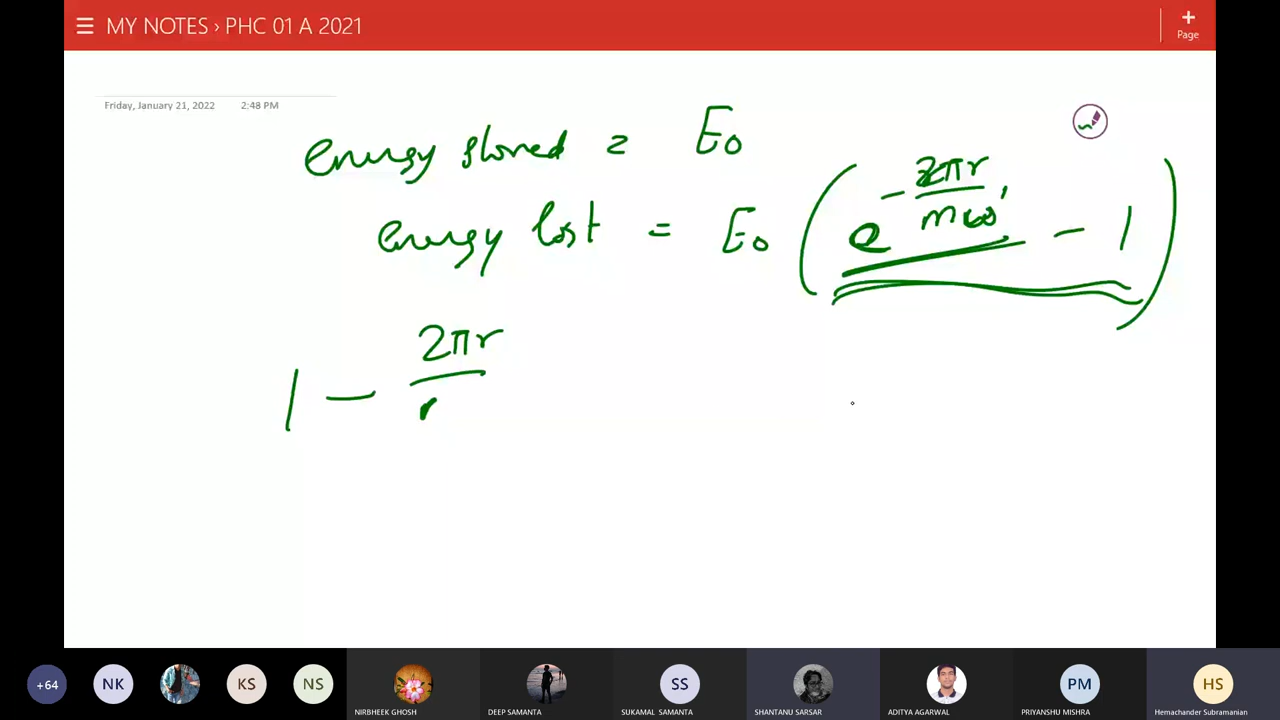 MY NOTES › PHC 01 A 2021
Page
Friday, January 21, 2022 2:48 PM
energy stored = E₀
energy lost = E₀ (e^{-2πr/mω'} - 1)
1 - 2πr/
+64 NK KS NS SS PM HS
NIRBHEEK GHOSH DEEP SAMANTA SUKAMAL SAMANTA SHANTANU SARSAR ADITYA AGARWAL PRIYANSHU MISHRA Hemachander Subramanian